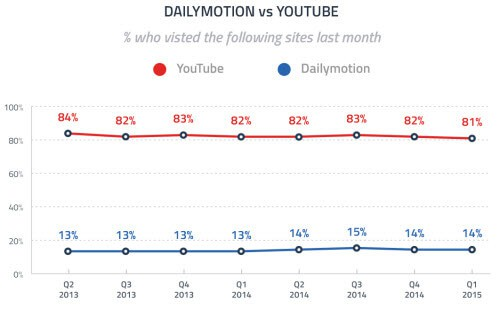 DAILYMOTION vs YOUTUBE
% who visted the following sites last month
YouTube Dailymotion
100%
84% 82% 83% 82% 82% 83% 82% 81%
80%
60%
40%
13% 13% 13% 13% 14% 15% 14% 14%
20%
0%
Q2 Q3 Q4 Q1 Q2 Q3 Q4 Q1
2013 2013 2013 2014 2014 2014 2014 2015